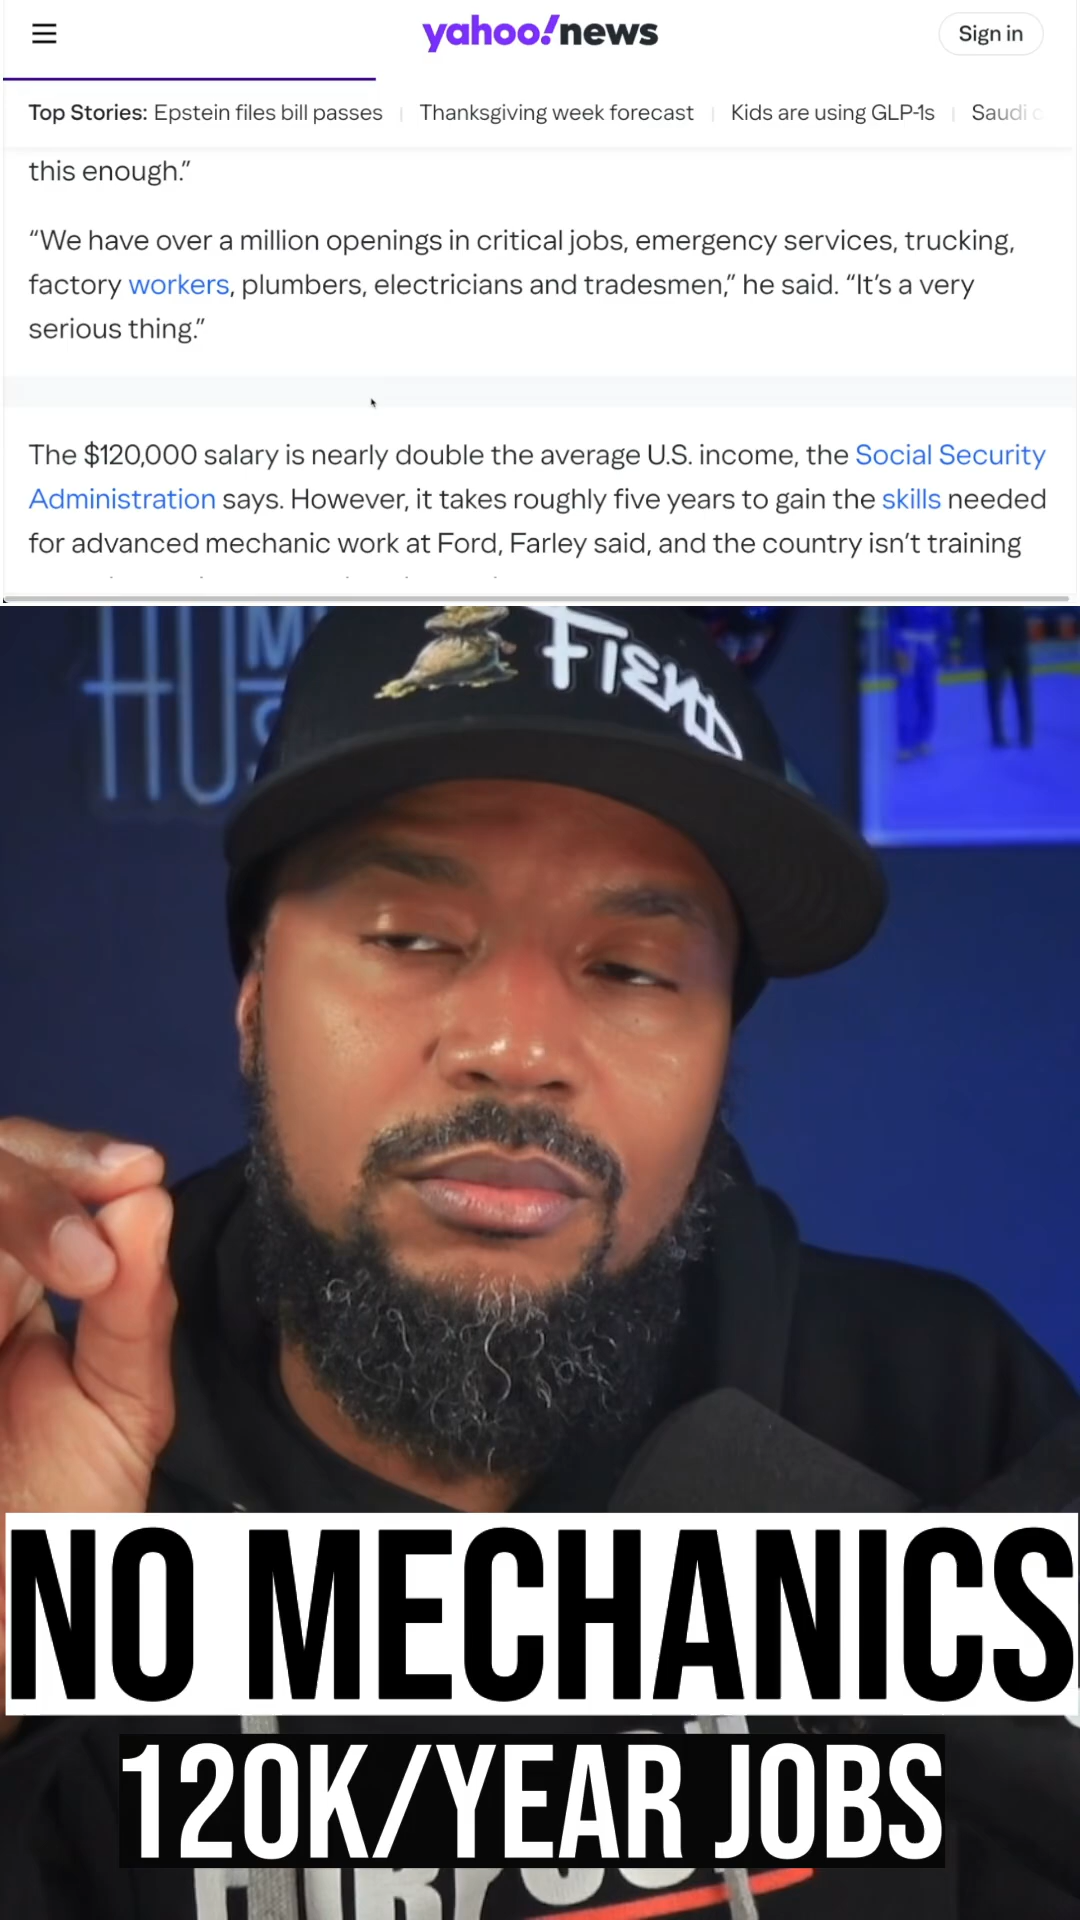 yahoo!news
Sign in
Top Stories: Epstein files bill passes
Thanksgiving week forecast
Kids are using GLP-1s
Saudi
this enough.”
“We have over a million openings in critical jobs, emergency services, trucking,
factory workers, plumbers, electricians and tradesmen,” he said. “It’s a very
serious thing.”
The $120,000 salary is nearly double the average U.S. income, the Social Security
Administration says. However, it takes roughly five years to gain the skills needed
for advanced mechanic work at Ford, Farley said, and the country isn’t training
FIEND
NO MECHANICS
120K/YEAR JOBS